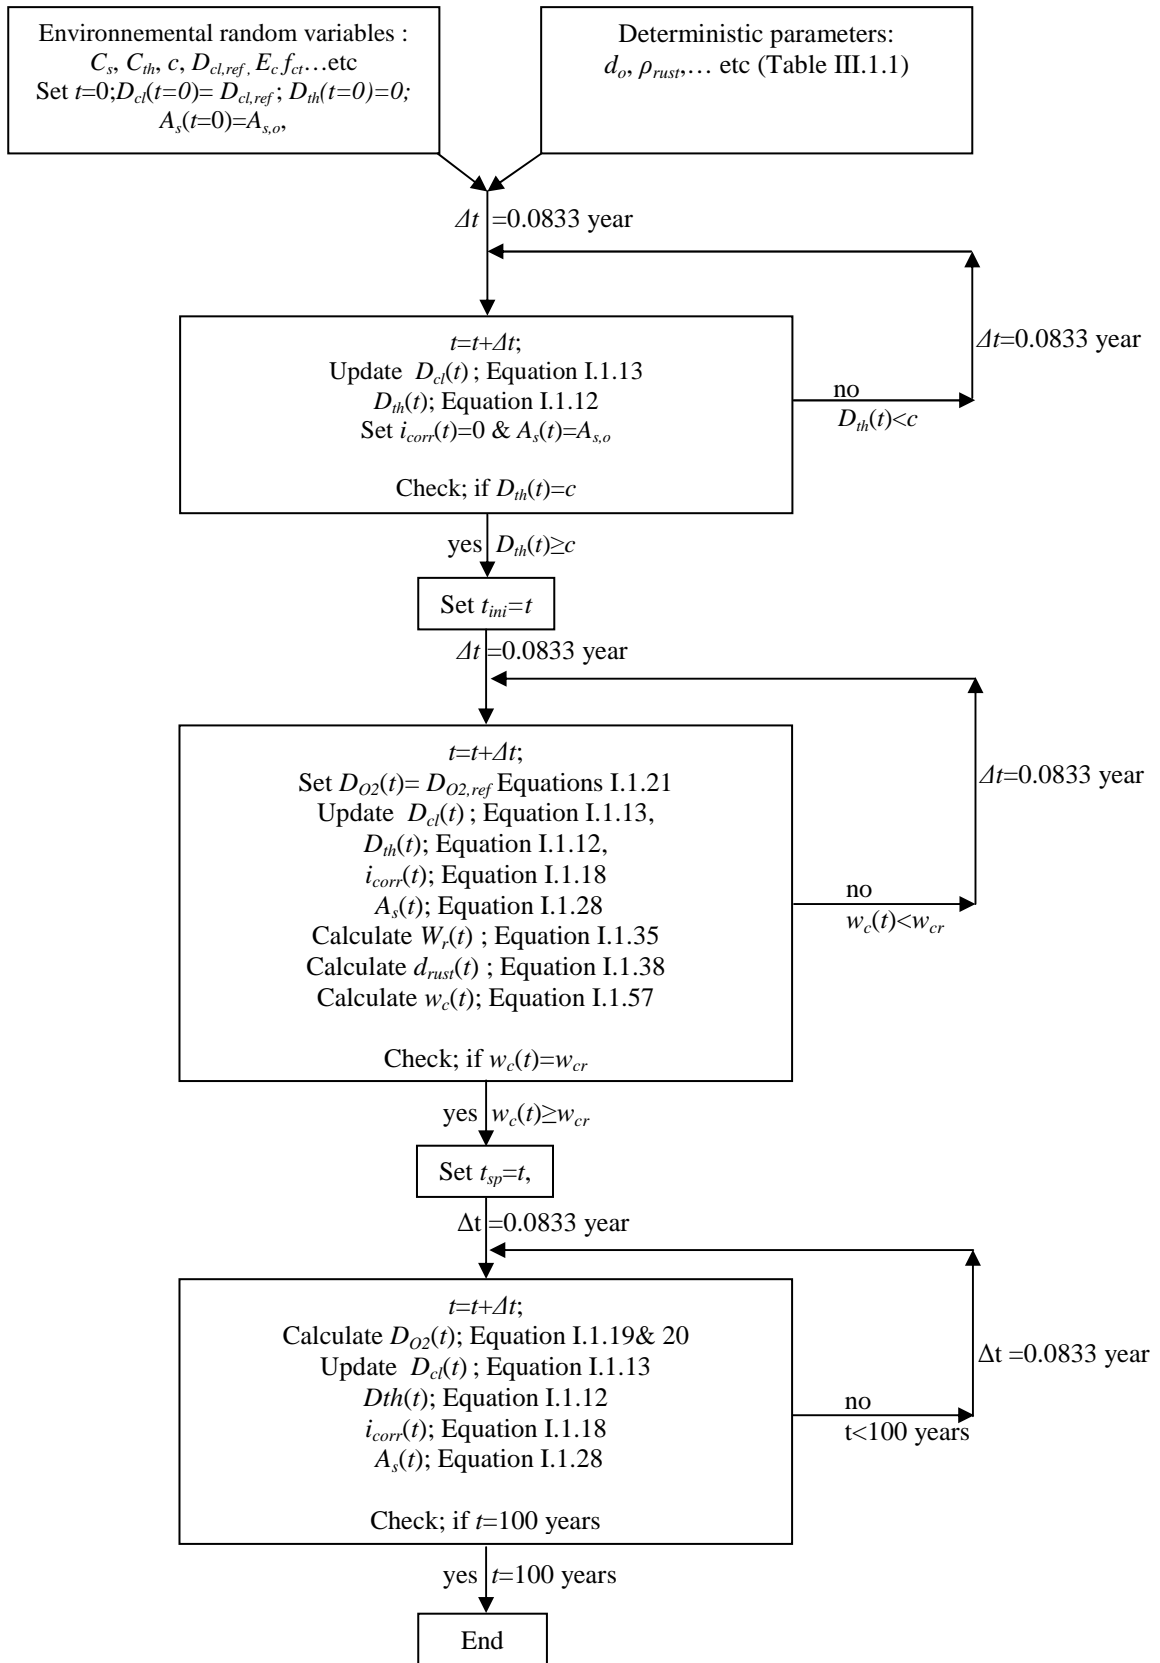 Environnemental random variables :
C_s, C_th, c, D_cl,ref, E_c f_ct…etc
Set t=0;D_cl(t=0)= D_cl,ref; D_th(t=0)=0;
A_s(t=0)=A_s,o,
Deterministic parameters:
d_o, ρ_rust,… etc (Table III.1.1)
Δt =0.0833 year
t=t+Δt;
Update D_cl(t) ; Equation I.1.13
D_th(t); Equation I.1.12
Set i_corr(t)=0 & A_s(t)=A_s,o
Check; if D_th(t)=c
no
D_th(t)<c
Δt=0.0833 year
yes D_th(t)≥c
Set t_ini=t
Δt =0.0833 year
t=t+Δt;
Set D_O2(t)= D_O2,ref Equations I.1.21
Update D_cl(t) ; Equation I.1.13,
D_th(t); Equation I.1.12,
i_corr(t); Equation I.1.18
A_s(t); Equation I.1.28
Calculate W_r(t) ; Equation I.1.35
Calculate d_rust(t) ; Equation I.1.38
Calculate w_c(t); Equation I.1.57
Check; if w_c(t)=w_cr
no
w_c(t)<w_cr
Δt=0.0833 year
yes w_c(t)≥w_cr
Set t_sp=t,
Δt =0.0833 year
t=t+Δt;
Calculate D_O2(t); Equation I.1.19& 20
Update D_cl(t) ; Equation I.1.13
Dth(t); Equation I.1.12
i_corr(t); Equation I.1.18
A_s(t); Equation I.1.28
Check; if t=100 years
no
t<100 years
Δt =0.0833 year
yes t=100 years
End